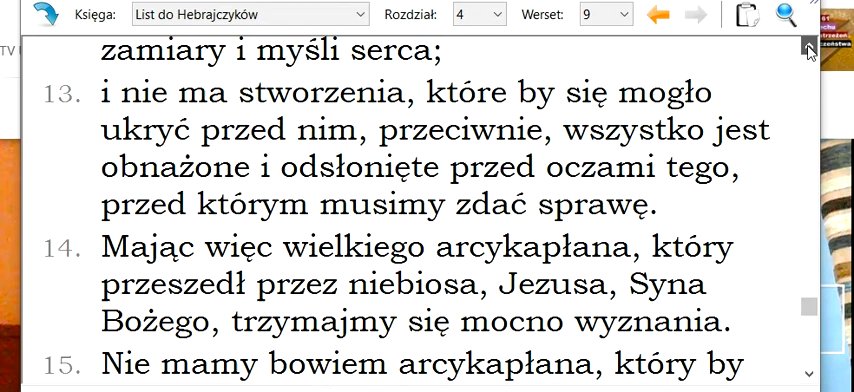 Księga: List do Hebrajczyków Rozdział: 4 Werset: 9
zamiary i myśli serca;
13. i nie ma stworzenia, które by się mogło
ukryć przed nim, przeciwnie, wszystko jest
obnażone i odsłonięte przed oczami tego,
przed którym musimy zdać sprawę.
14. Mając więc wielkiego arcykapłana, który
przeszedł przez niebiosa, Jezusa, Syna
Bożego, trzymajmy się mocno wyznania.
15. Nie mamy bowiem arcykapłana, który by